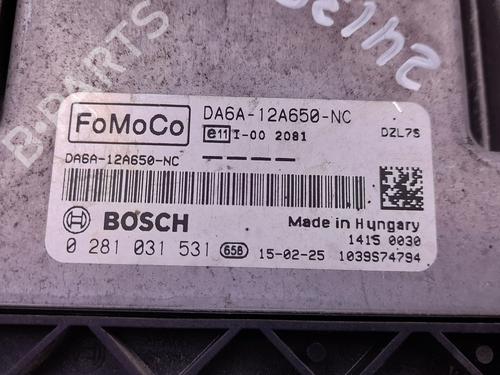 FoMoCo
DA6A-12A650-NC
e11 I-00 2081
DZL7S
DA6A-12A650-NC
BOSCH
Made in Hungary
1415 0030
0 281 031 531 658 15-02-25 1039S74794
B-PARTS